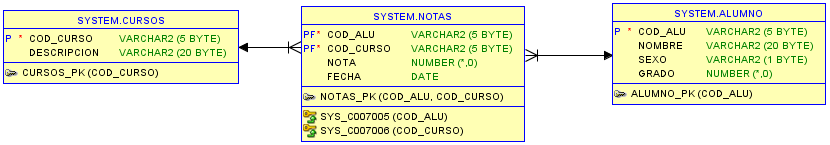 SYSTEM.CURSOS
P * COD_CURSO VARCHAR2 (5 BYTE)
DESCRIPCION VARCHAR2 (20 BYTE)
CURSOS_PK (COD_CURSO)
SYSTEM.NOTAS
PF* COD_ALU VARCHAR2 (5 BYTE)
PF* COD_CURSO VARCHAR2 (5 BYTE)
NOTA NUMBER (*,0)
FECHA DATE
NOTAS_PK (COD_ALU, COD_CURSO)
SYS_C007005 (COD_ALU)
SYS_C007006 (COD_CURSO)
SYSTEM.ALUMNO
P * COD_ALU VARCHAR2 (5 BYTE)
NOMBRE VARCHAR2 (20 BYTE)
SEXO VARCHAR2 (1 BYTE)
GRADO NUMBER (*,0)
ALUMNO_PK (COD_ALU)